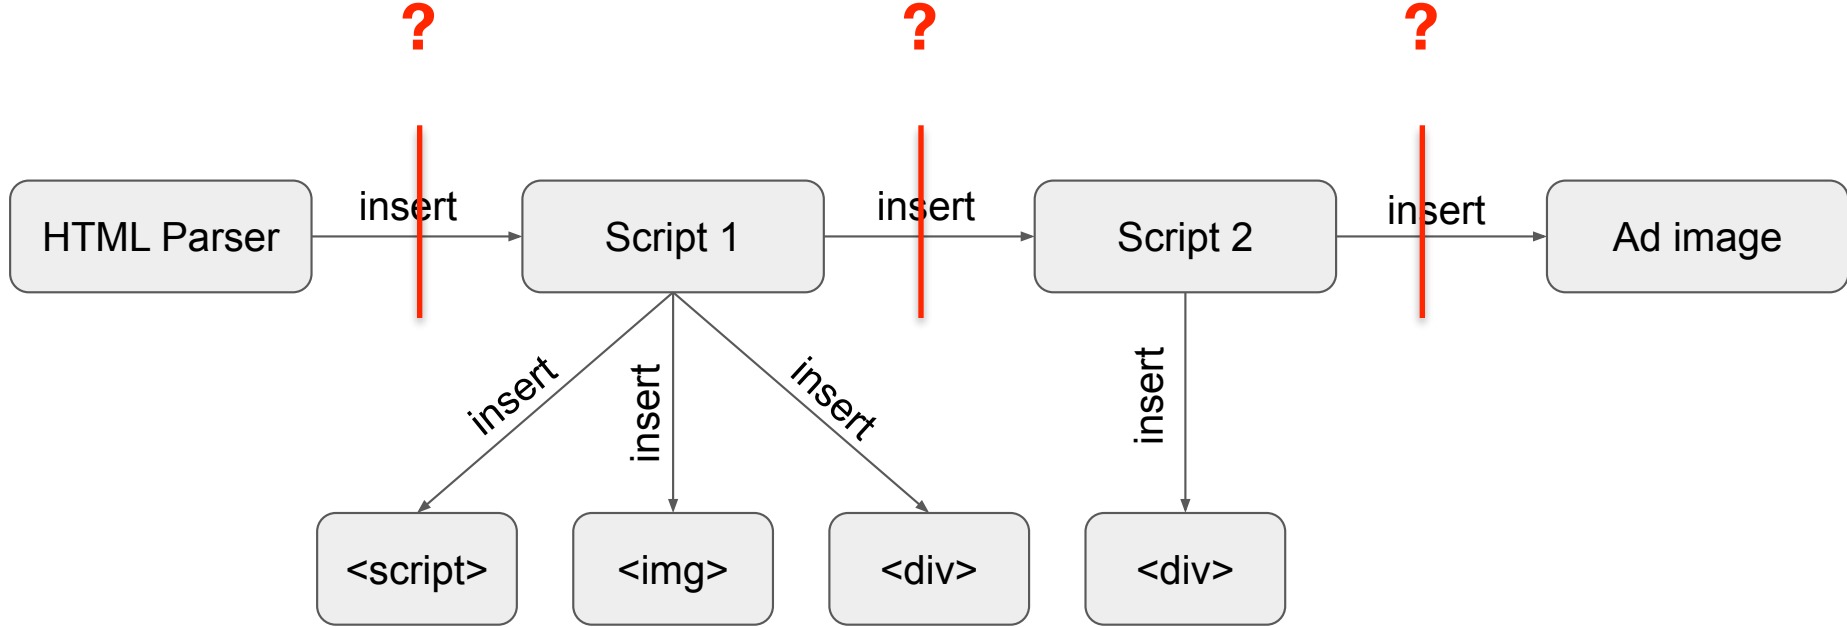 ?
?
?
HTML Parser
insert
Script 1
insert
Script 2
insert
Ad image
insert
insert
insert
insert
<script>
<img>
<div>
<div>